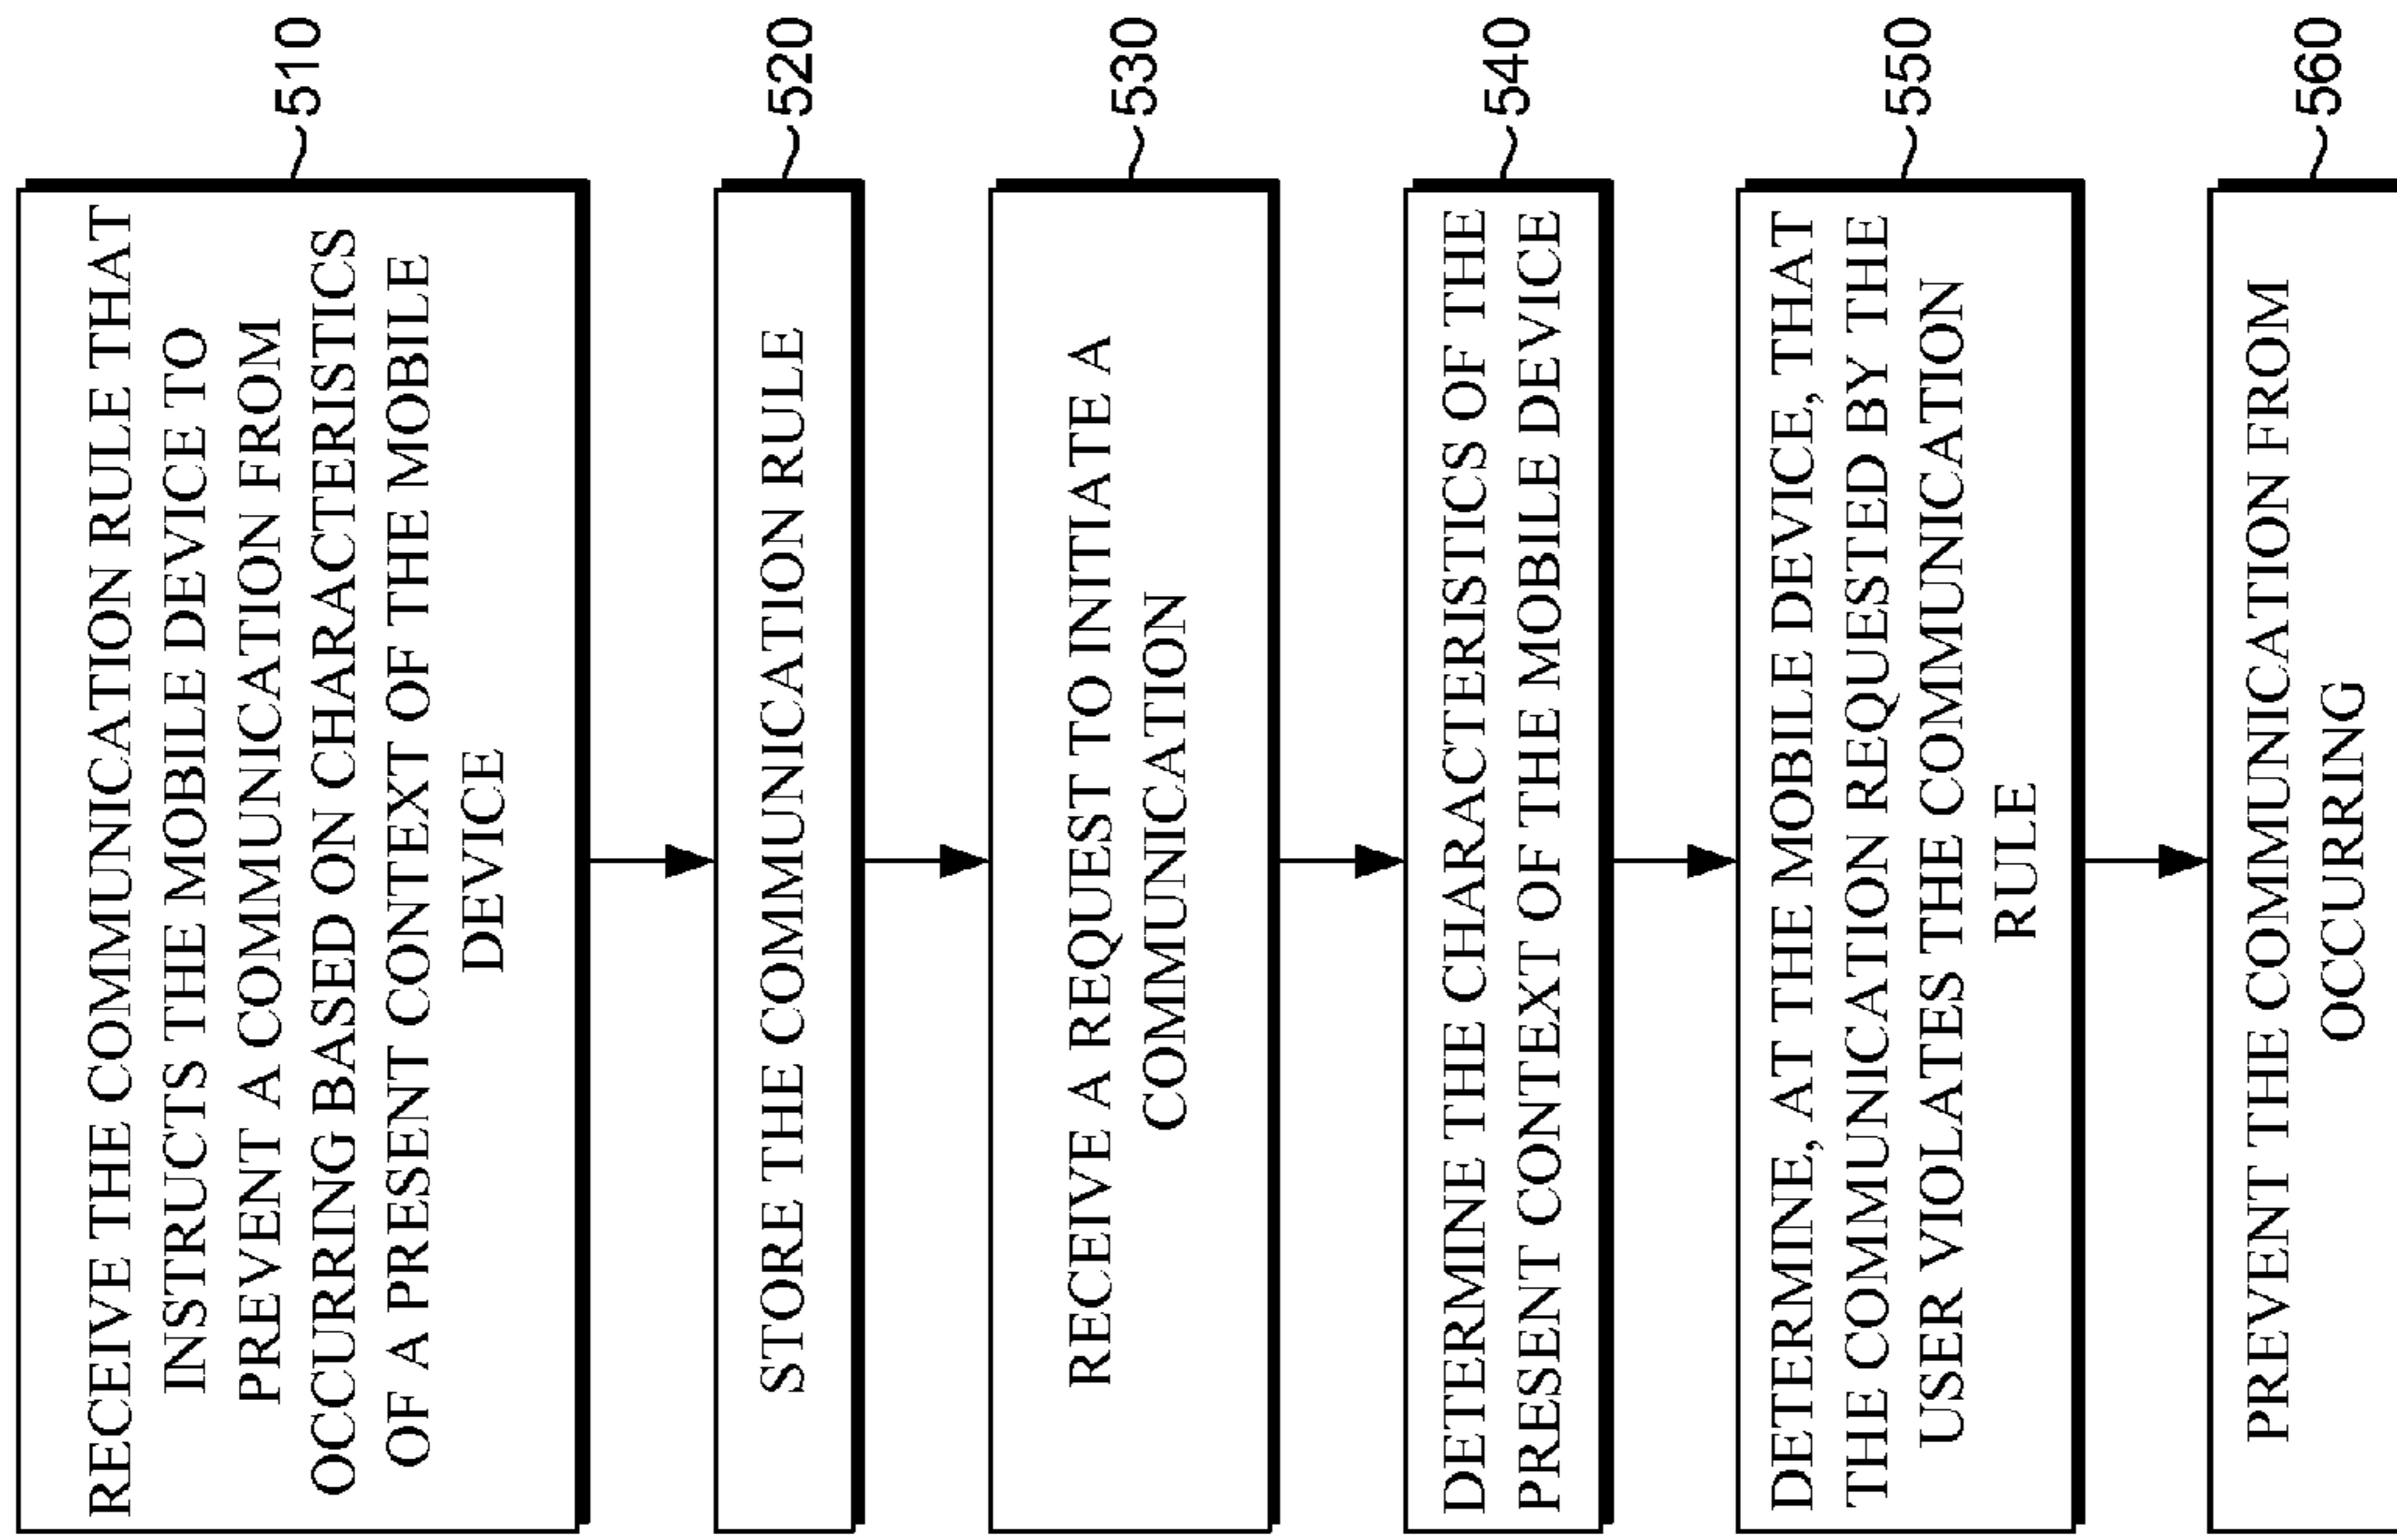 RECEIVE THE COMMUNICATION RULE THAT
INSTRUCTS THE MOBILE DEVICE TO
PREVENT A COMMUNICATION FROM
OCCURRING BASED ON CHARACTERISTICS
OF A PRESENT CONTEXT OF THE MOBILE
DEVICE
510
STORE THE COMMUNICATION RULE
520
RECEIVE A REQUEST TO INITIATE A
COMMUNICATION
530
DETERMINE THE CHARACTERISTICS OF THE
PRESENT CONTEXT OF THE MOBILE DEVICE
540
DETERMINE, AT THE MOBILE DEVICE, THAT
THE COMMUNICATION REQUESTED BY THE
USER VIOLATES THE COMMUNICATION
RULE
550
PREVENT THE COMMUNICATION FROM
OCCURRING
560